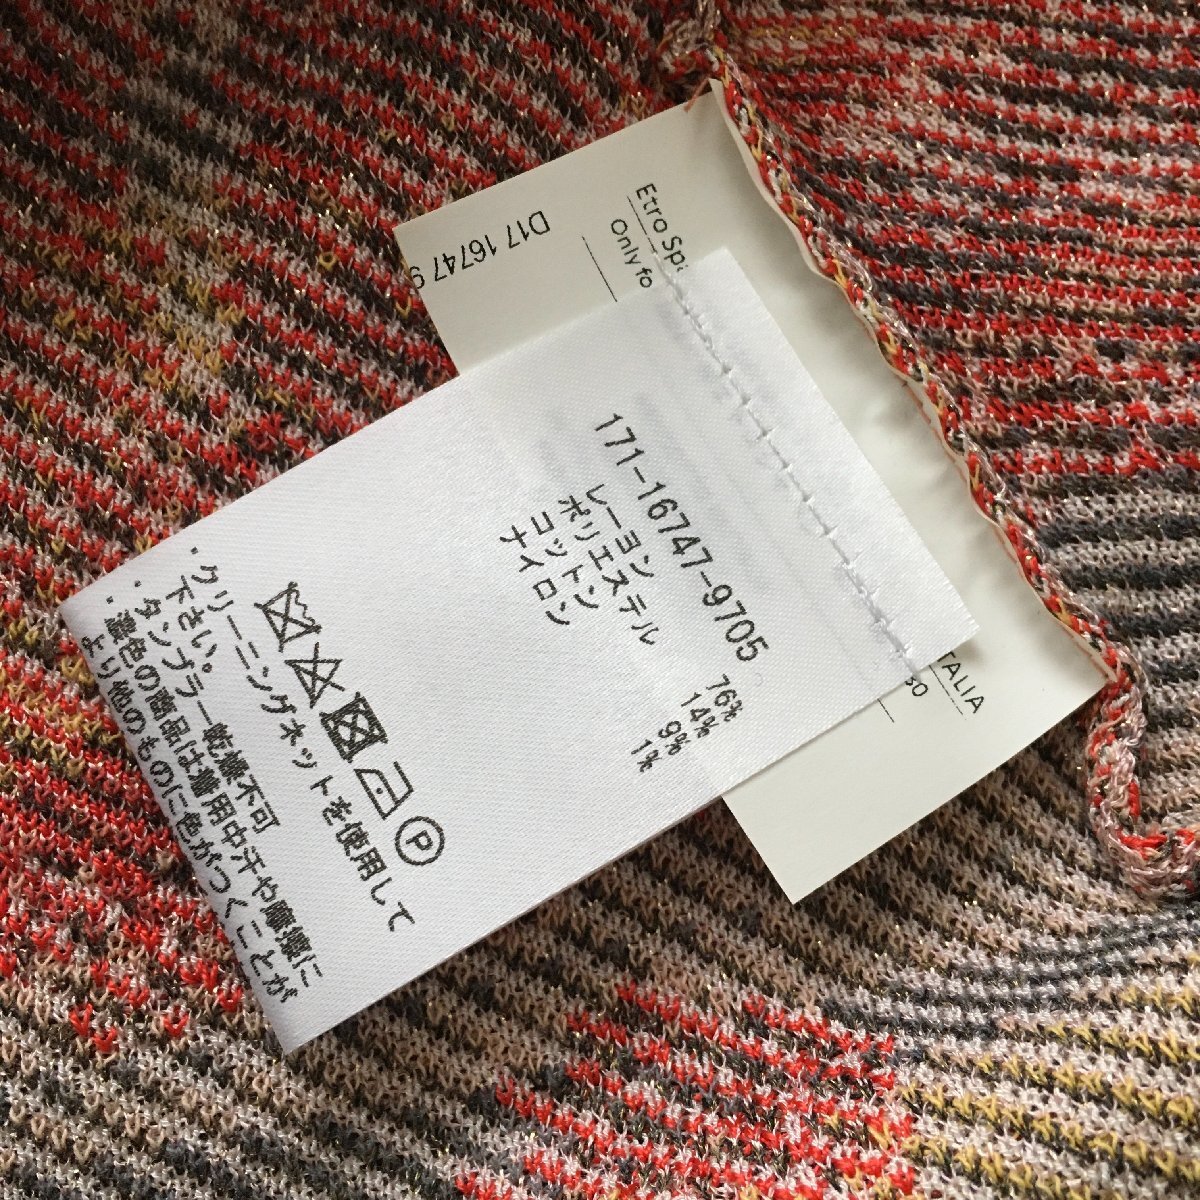 D17 16747 9
Etro Sp
Only fo
TALIA
171-16747-9705
レーヨン 76%
ポリエステル 14%
コットン 9%
ナイロン 1%
P
・クリーニングネットを使用して
下さい。
・タンブラー乾燥不可
・濃色の商品は着用中汗や摩擦に
より他のものに色がつくことが